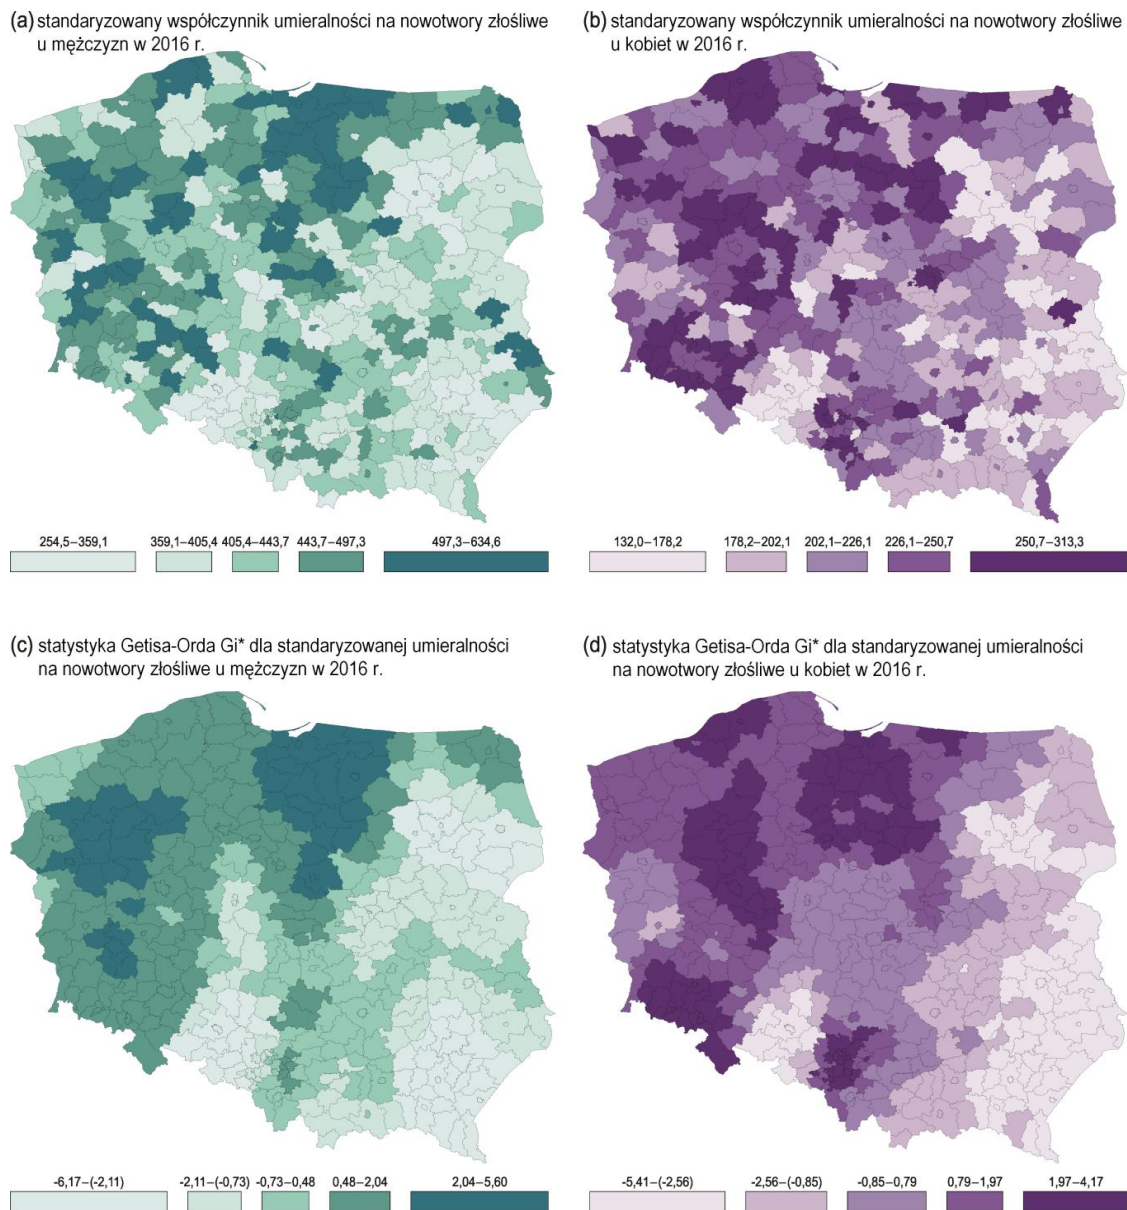 (a) standaryzowany współczynnik umieralności na nowotwory złośliwe
u mężczyzn w 2016 r.
(b) standaryzowany współczynnik umieralności na nowotwory złośliwe
u kobiet w 2016 r.
254,5–359,1 359,1–405,4 405,4–443,7 443,7–497,3 497,3–634,6
132,0–178,2 178,2–202,1 202,1–226,1 226,1–250,7 250,7–313,3
(c) statystyka Getisa-Orda Gi* dla standaryzowanej umieralności
na nowotwory złośliwe u mężczyzn w 2016 r.
(d) statystyka Getisa-Orda Gi* dla standaryzowanej umieralności
na nowotwory złośliwe u kobiet w 2016 r.
-6,17–(-2,11) -2,11–(-0,73) -0,73–0,48 0,48–2,04 2,04–5,60
-5,41–(-2,56) -2,56–(-0,85) -0,85–0,79 0,79–1,97 1,97–4,17